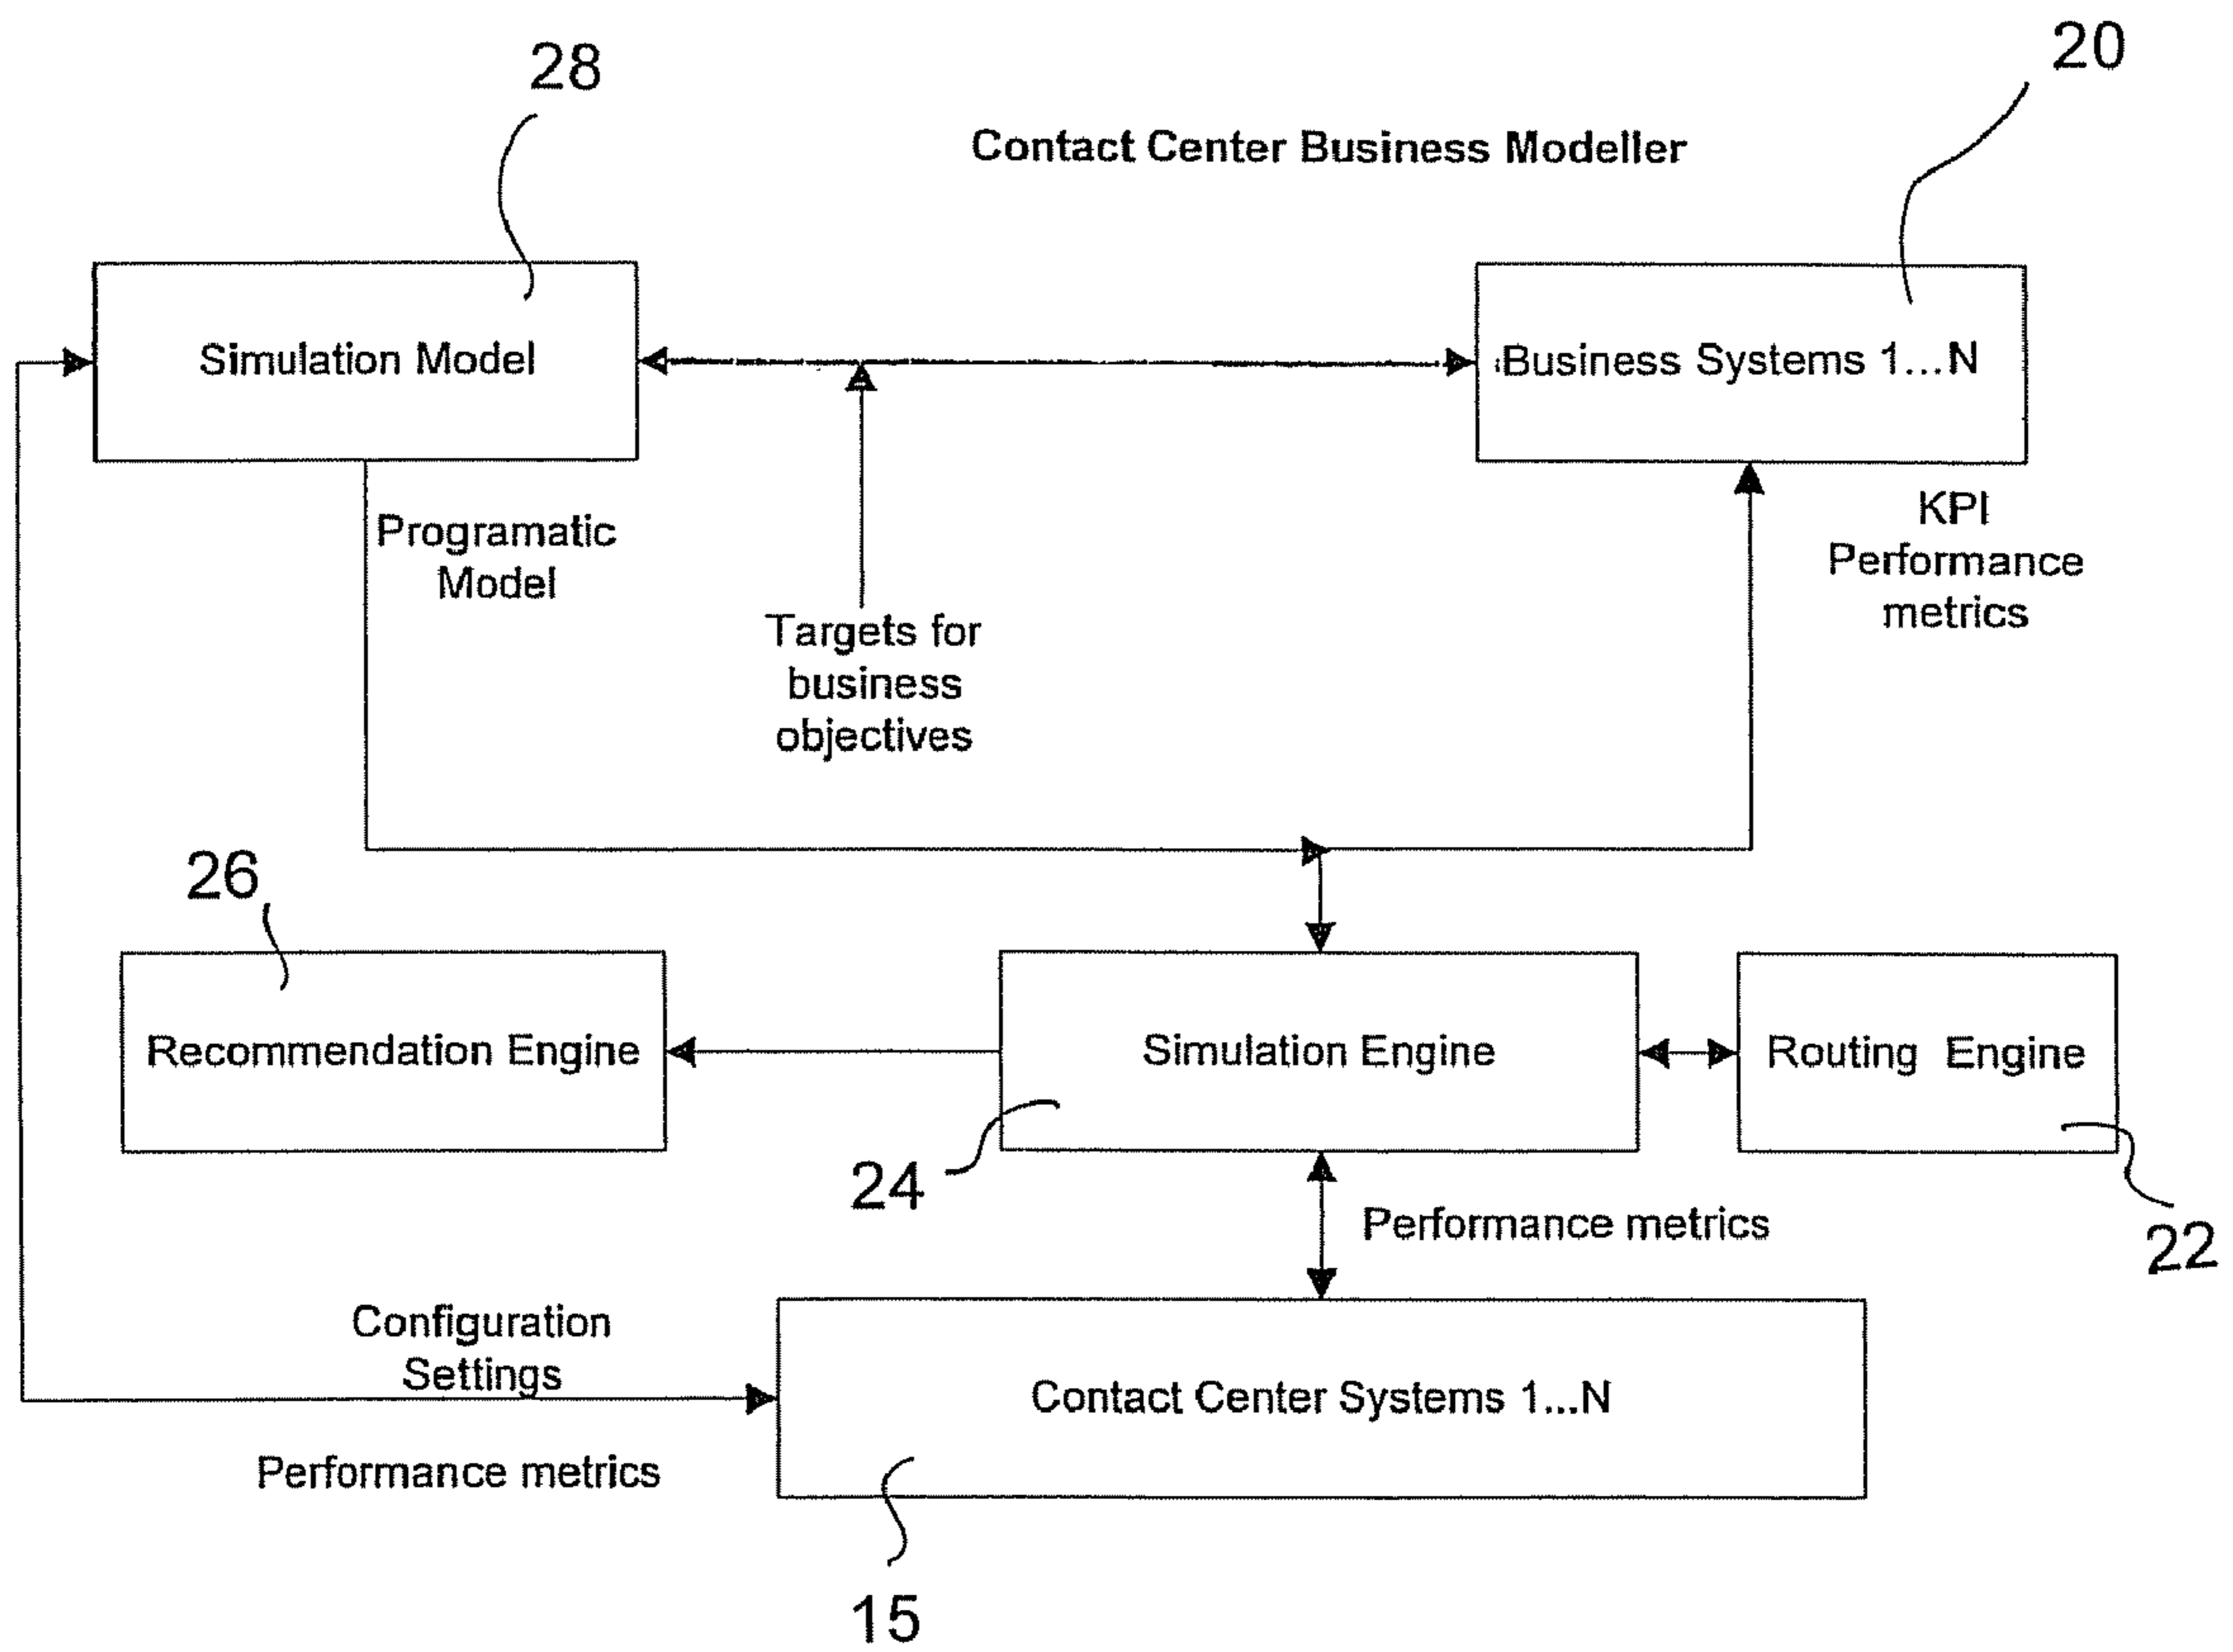 28
20
Contact Center Business Modeller
Simulation Model
Business Systems 1...N
Programatic
Model
Targets for
business
objectives
KPI
Performance
metrics
26
Recommendation Engine
Simulation Engine
Routing Engine
24
22
Performance metrics
Configuration
Settings
Contact Center Systems 1...N
Performance metrics
15